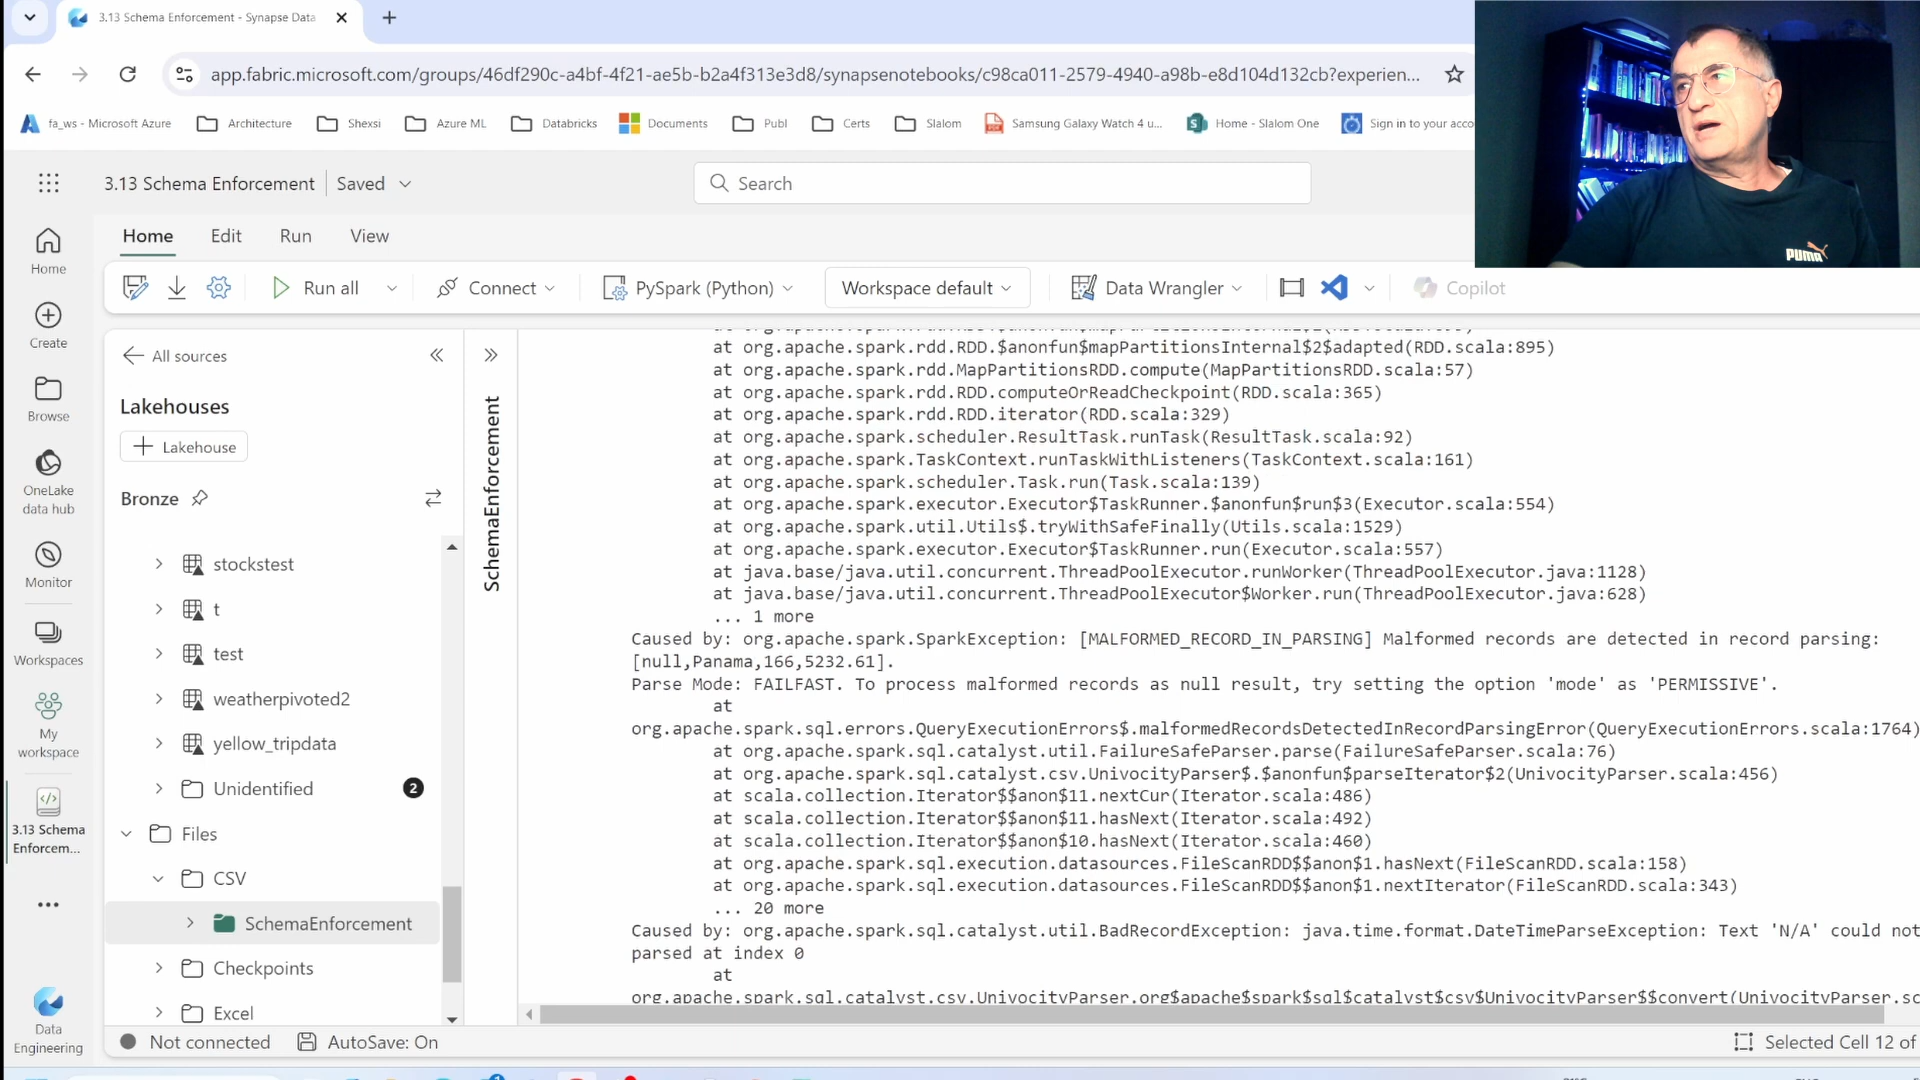 3.13 Schema Enforcement - Synapse Data
app.fabric.microsoft.com/groups/46df290c-a4bf-4f21-ae5b-b2a4f313e3d8/synapsenotebooks/c98ca011-2579-4940-a98b-e8d104d132cb?experien...
fa_ws - Microsoft Azure Architecture Shexsi Azure ML Databricks Documents Publ Certs Slalom Samsung Galaxy Watch 4 u... Home - Slalom One Sign in to your acco
3.13 Schema Enforcement Saved Search
PUMA
Home Edit Run View
Run all Connect PySpark (Python) Workspace default Data Wrangler Copilot
Home
Create
Browse
OneLake
data hub
Monitor
Workspaces
My
workspace
3.13 Schema
Enforcem...
Data
Engineering
All sources
Lakehouses
Lakehouse
Bronze
stockstest
t
test
weatherpivoted2
yellow_tripdata
Unidentified 2
Files
CSV
SchemaEnforcement
Checkpoints
Excel
SchemaEnforcement
at org.apache.spark.rdd.RDD.$anonfun$mapPartitionsInternal$2$adapted(RDD.scala:895)
at org.apache.spark.rdd.MapPartitionsRDD.compute(MapPartitionsRDD.scala:57)
at org.apache.spark.rdd.RDD.computeOrReadCheckpoint(RDD.scala:365)
at org.apache.spark.rdd.RDD.iterator(RDD.scala:329)
at org.apache.spark.scheduler.ResultTask.runTask(ResultTask.scala:92)
at org.apache.spark.TaskContext.runTaskWithListeners(TaskContext.scala:161)
at org.apache.spark.scheduler.Task.run(Task.scala:139)
at org.apache.spark.executor.Executor$TaskRunner.$anonfun$run$3(Executor.scala:554)
at org.apache.spark.util.Utils$.tryWithSafeFinally(Utils.scala:1529)
at org.apache.spark.executor.Executor$TaskRunner.run(Executor.scala:557)
at java.base/java.util.concurrent.ThreadPoolExecutor.runWorker(ThreadPoolExecutor.java:1128)
at java.base/java.util.concurrent.ThreadPoolExecutor$Worker.run(ThreadPoolExecutor.java:628)
... 1 more
Caused by: org.apache.spark.SparkException: [MALFORMED_RECORD_IN_PARSING] Malformed records are detected in record parsing:
[null,Panama,166,5232.61].
Parse Mode: FAILFAST. To process malformed records as null result, try setting the option 'mode' as 'PERMISSIVE'.
at
org.apache.spark.sql.errors.QueryExecutionErrors$.malformedRecordsDetectedInRecordParsingError(QueryExecutionErrors.scala:1764)
at org.apache.spark.sql.catalyst.util.FailureSafeParser.parse(FailureSafeParser.scala:76)
at org.apache.spark.sql.catalyst.csv.UnivocityParser$.$anonfun$parseIterator$2(UnivocityParser.scala:456)
at scala.collection.Iterator$$anon$11.nextCur(Iterator.scala:486)
at scala.collection.Iterator$$anon$11.hasNext(Iterator.scala:492)
at scala.collection.Iterator$$anon$10.hasNext(Iterator.scala:460)
at org.apache.spark.sql.execution.datasources.FileScanRDD$$anon$1.hasNext(FileScanRDD.scala:158)
at org.apache.spark.sql.execution.datasources.FileScanRDD$$anon$1.nextIterator(FileScanRDD.scala:343)
... 20 more
Caused by: org.apache.spark.sql.catalyst.util.BadRecordException: java.time.format.DateTimeParseException: Text 'N/A' could not
parsed at index 0
at
org.apache.spark.sql.catalyst.csv.UnivocityParser.org$apache$spark$sql$catalyst$csv$UnivocityParser$$convert(UnivocityParser.sc
Not connected AutoSave: On Selected Cell 12 of